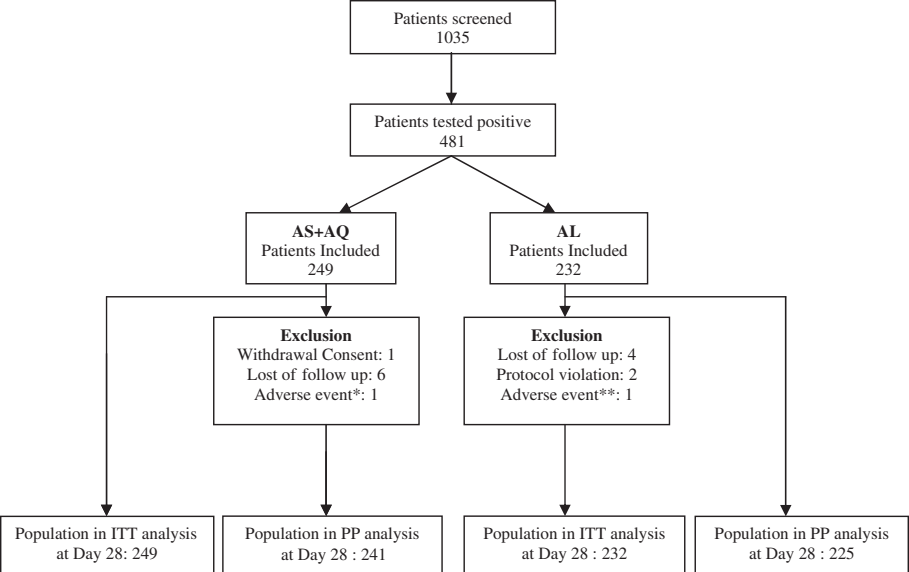 Patients screened
1035
Patients tested positive
481
AS+AQ
Patients Included
249
AL
Patients Included
232
Exclusion
Withdrawal Consent: 1
Lost of follow up: 6
Adverse event*: 1
Exclusion
Lost of follow up: 4
Protocol violation: 2
Adverse event**: 1
Population in ITT analysis
at Day 28: 249
Population in PP analysis
at Day 28 : 241
Population in ITT analysis
at Day 28 : 232
Population in PP analysis
at Day 28 : 225